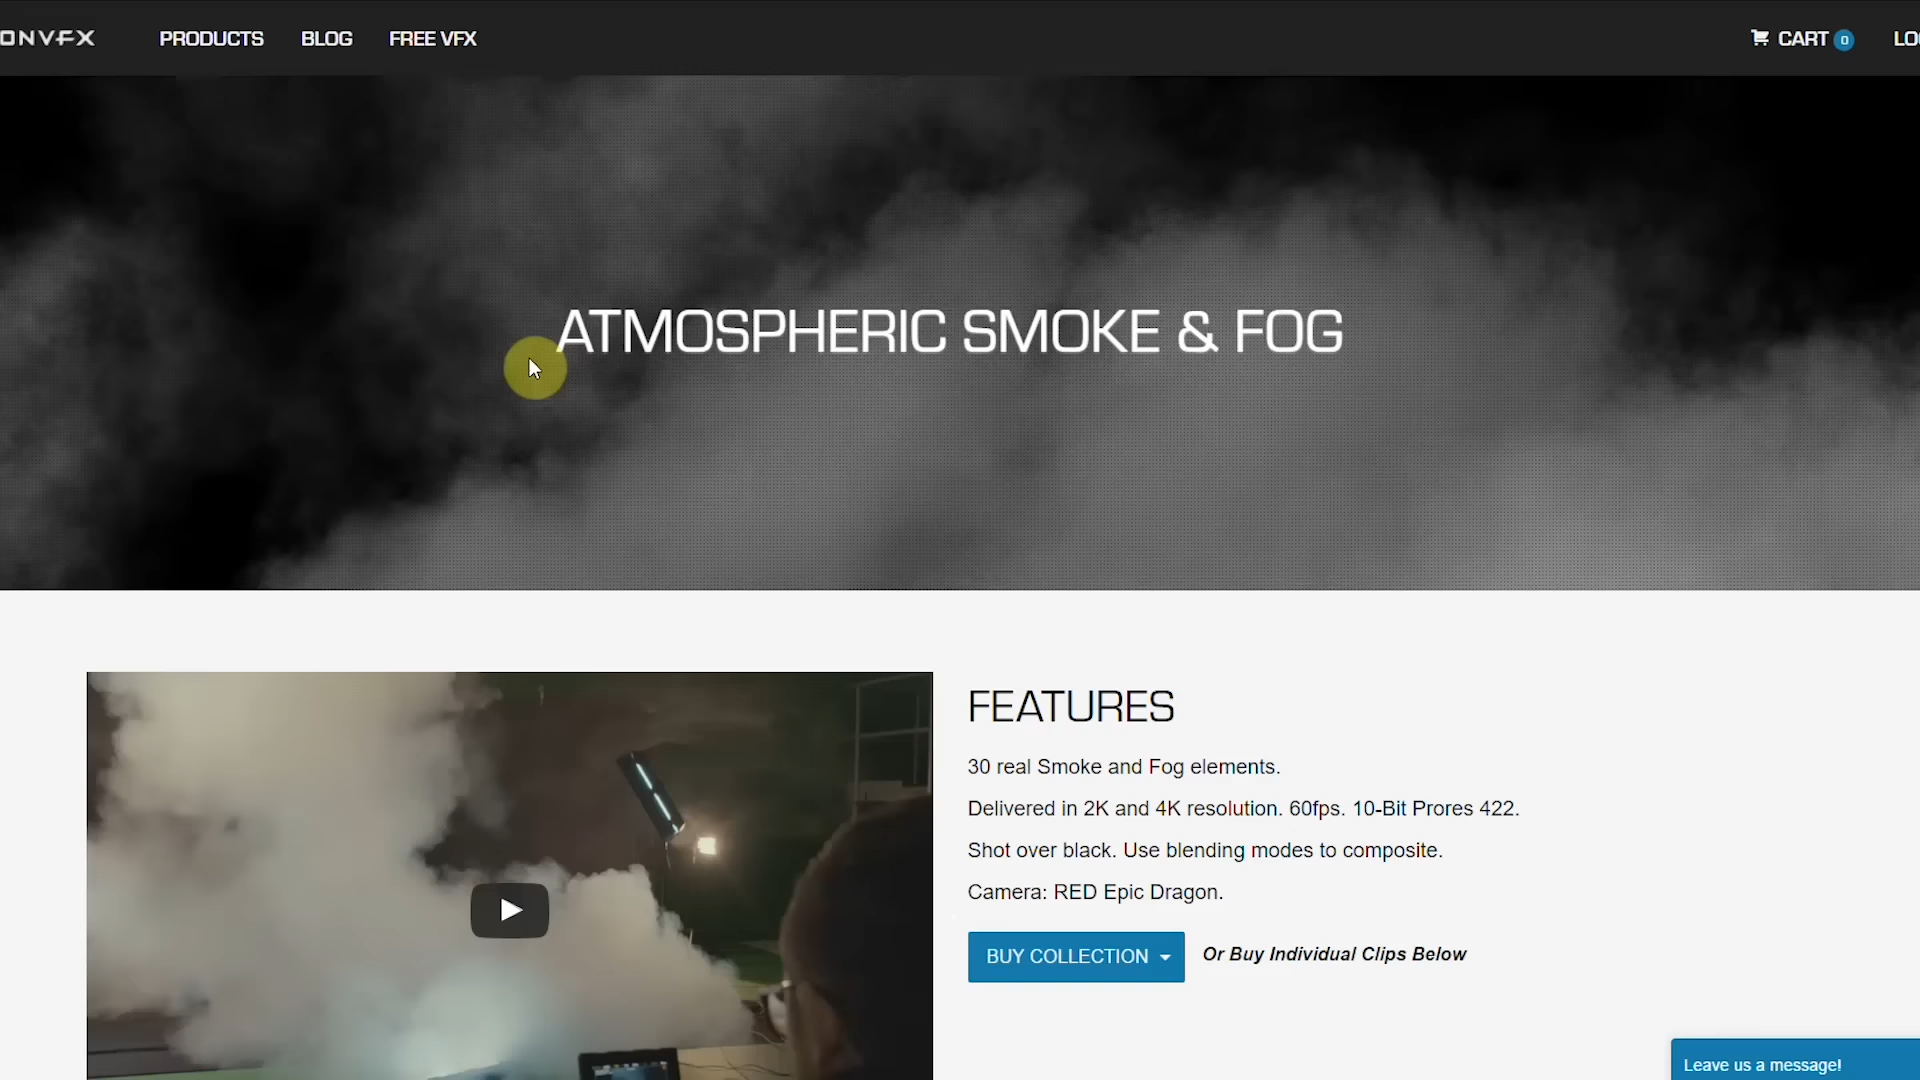 ONVFX PRODUCTS BLOG FREE VFX CART 0 LO
ATMOSPHERIC SMOKE & FOG
FEATURES
30 real Smoke and Fog elements.
Delivered in 2K and 4K resolution. 60fps. 10-Bit Prores 422.
Shot over black. Use blending modes to composite.
Camera: RED Epic Dragon.
BUY COLLECTION Or Buy Individual Clips Below
Leave us a message!